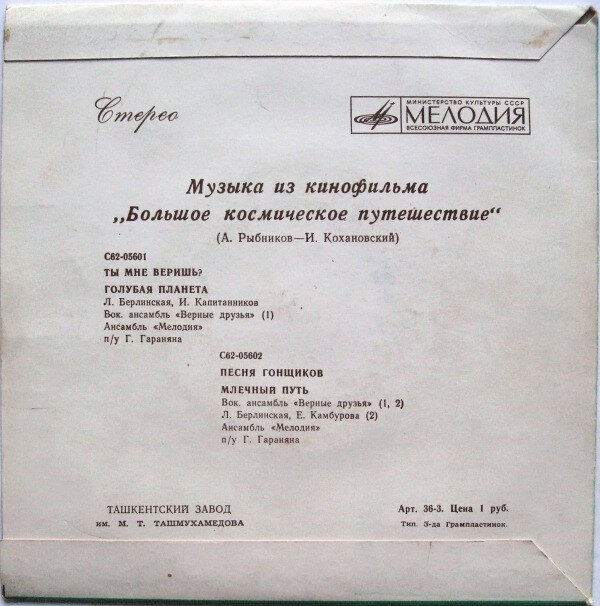 Стерео
МИНИСТЕРСТВО КУЛЬТУРЫ СССР
МЕЛОДИЯ
ВСЕСОЮЗНАЯ ФИРМА ГРАМПЛАСТИНОК
Музыка из кинофильма
„Большое космическое путешествие“
(А. Рыбников—И. Кохановский)
С62-05601
ТЫ МНЕ ВЕРИШЬ?
ГОЛУБАЯ ПЛАНЕТА
Л. Берлинская, И. Капитанников
Вок. ансамбль «Верные друзья» (1)
Ансамбль «Мелодия»
п/у Г. Гараняна
С62-05602
ПЕСНЯ ГОНЩИКОВ
МЛЕЧНЫЙ ПУТЬ
Вок. ансамбль «Верные друзья» (1, 2)
Л. Берлинская, Е. Камбурова (2)
Ансамбль «Мелодия»
п/у Г. Гараняна
ТАШКЕНТСКИЙ ЗАВОД
им. М. Т. ТАШМУХАМЕДОВА
Арт. 36-3. Цена 1 руб.
Тип. З-да Грампластинок.